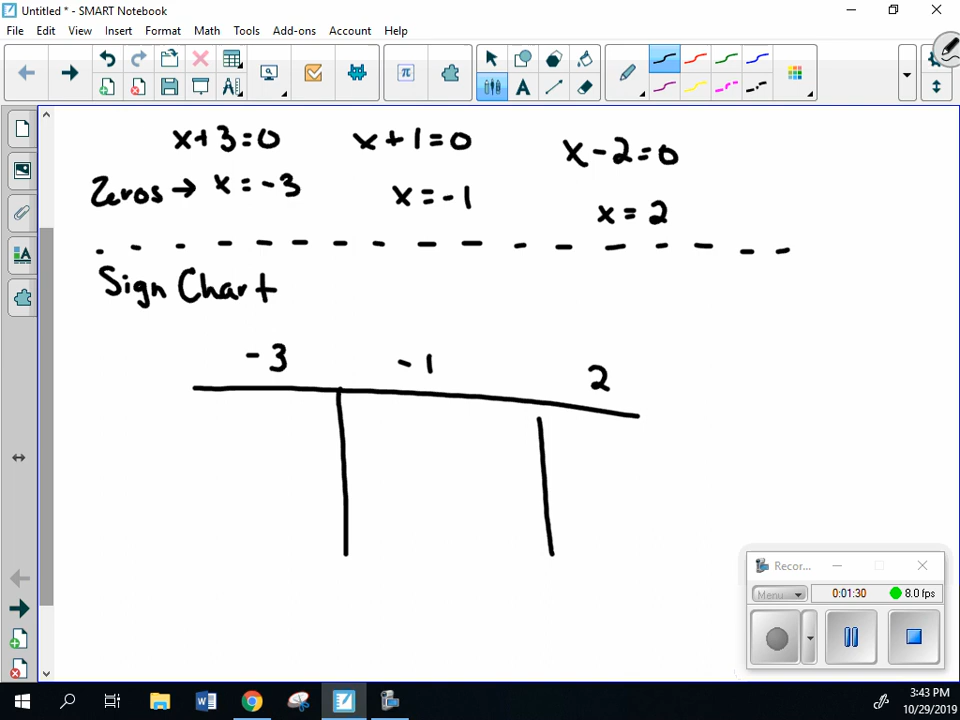 Untitled * - SMART Notebook
File Edit View Insert Format Math Tools Add-ons Account Help
π A
x+3=0 x+1=0 x-2=0
Zeros → x=-3 x=-1 x=2
Sign Chart
-3 -1 2
Recor...
Menu 0:01:30 8.0 fps
3:43 PM
10/29/2019